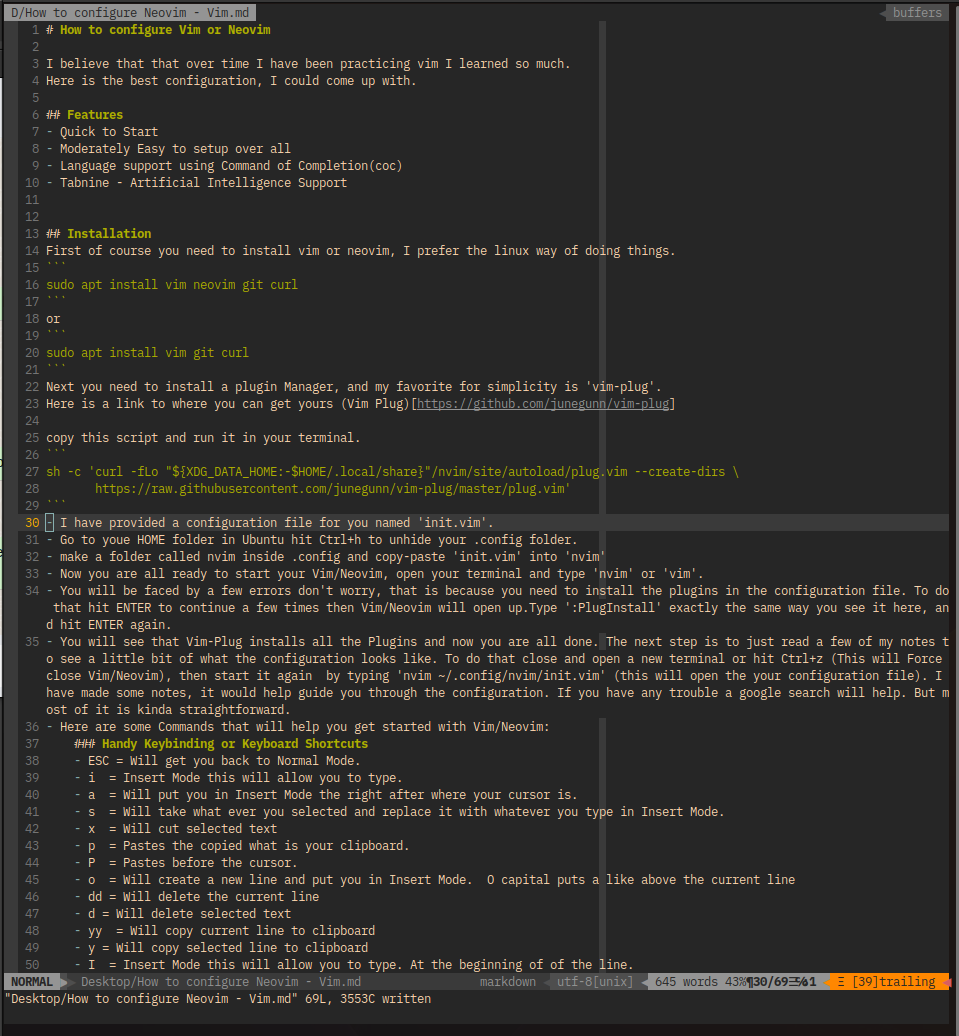 D/How to configure Neovim - Vim.md
buffers
1 # How to configure Vim or Neovim
2
3 I believe that that over time I have been practicing vim I learned so much.
4 Here is the best configuration, I could come up with.
5
6 ## Features
7 - Quick to Start
8 - Moderately Easy to setup over all
9 - Language support using Command of Completion(coc)
10 - Tabnine - Artificial Intelligence Support
11
12
13 ## Installation
14 First of course you need to install vim or neovim, I prefer the linux way of doing things.
15 ```
16 sudo apt install vim neovim git curl
17 ```
18 or
19 ```
20 sudo apt install vim git curl
21 ```
22 Next you need to install a plugin Manager, and my favorite for simplicity is 'vim-plug'.
23 Here is a link to where you can get yours (Vim Plug)[https://github.com/junegunn/vim-plug]
24
25 copy this script and run it in your terminal.
26 ```
27 sh -c 'curl -fLo "${XDG_DATA_HOME:-$HOME/.local/share}"/nvim/site/autoload/plug.vim --create-dirs \
28 https://raw.githubusercontent.com/junegunn/vim-plug/master/plug.vim'
29 ```
30 - I have provided a configuration file for you named 'init.vim'.
31 - Go to youe HOME folder in Ubuntu hit Ctrl+h to unhide your .config folder.
32 - make a folder called nvim inside .config and copy-paste 'init.vim' into 'nvim'
33 - Now you are all ready to start your Vim/Neovim, open your terminal and type 'nvim' or 'vim'.
34 - You will be faced by a few errors don't worry, that is because you need to install the plugins in the configuration file. To do
that hit ENTER to continue a few times then Vim/Neovim will open up.Type ':PlugInstall' exactly the same way you see it here, an
d hit ENTER again.
35 - You will see that Vim-Plug installs all the Plugins and now you are all done. The next step is to just read a few of my notes t
o see a little bit of what the configuration looks like. To do that close and open a new terminal or hit Ctrl+z (This will Force
close Vim/Neovim), then start it again  by typing 'nvim ~/.config/nvim/init.vim' (this will open the your configuration file). I
have made some notes, it would help guide you through the configuration. If you have any trouble a google search will help. But m
ost of it is kinda straightforward.
36 - Here are some Commands that will help you get started with Vim/Neovim:
37 ### Handy Keybinding or Keyboard Shortcuts
38 - ESC = Will get you back to Normal Mode.
39 - i  = Insert Mode this will allow you to type.
40 - a  = Will put you in Insert Mode the right after where your cursor is.
41 - s  = Will take what ever you selected and replace it with whatever you type in Insert Mode.
42 - x  = Will cut selected text
43 - p  = Pastes the copied what is your clipboard.
44 - P  = Pastes before the cursor.
45 - o  = Will create a new line and put you in Insert Mode.  O capital puts a like above the current line
46 - dd = Will delete the current line
47 - d = Will delete selected text
48 - yy  = Will copy current line to clipboard
49 - y = Will copy selected line to clipboard
50 - I  = Insert Mode this will allow you to type. At the beginning of of the line.
NORMAL Desktop/How to configure Neovim - Vim.md markdown utf-8[unix] 645 words 43%¶30/69☰℅1 Ξ [39]trailing
"Desktop/How to configure Neovim - Vim.md" 69L, 3553C written